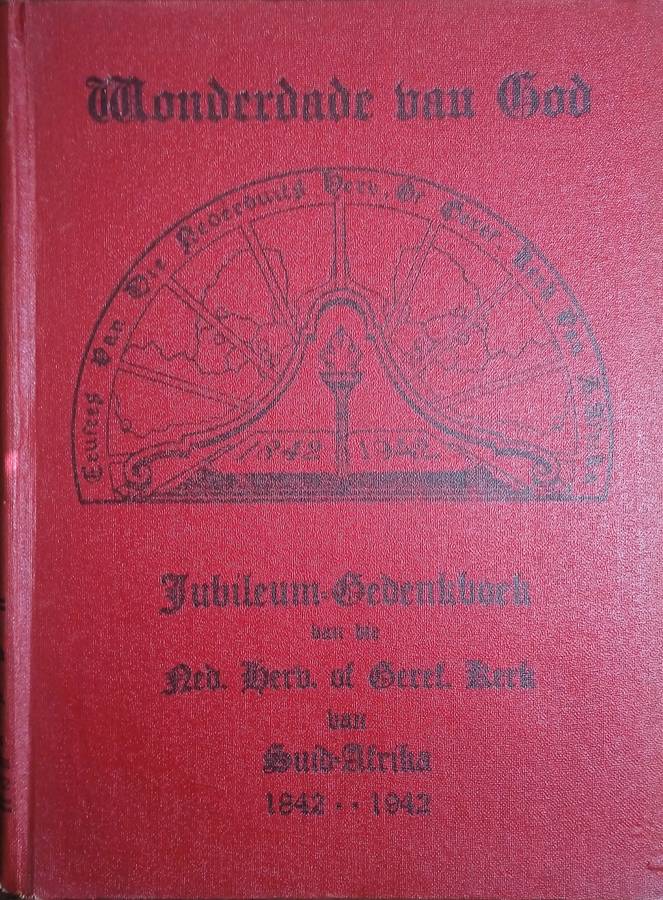 Wonderdade van God
Eeufees Van Die Nederduits Herv. Of Geref. Kerk Van S. Afrika
1842 1942
Jubileum-Gedenkboek
van die
Ned. Herv. of Geref. Kerk
van
Suid-Afrika
1842 - - 1942